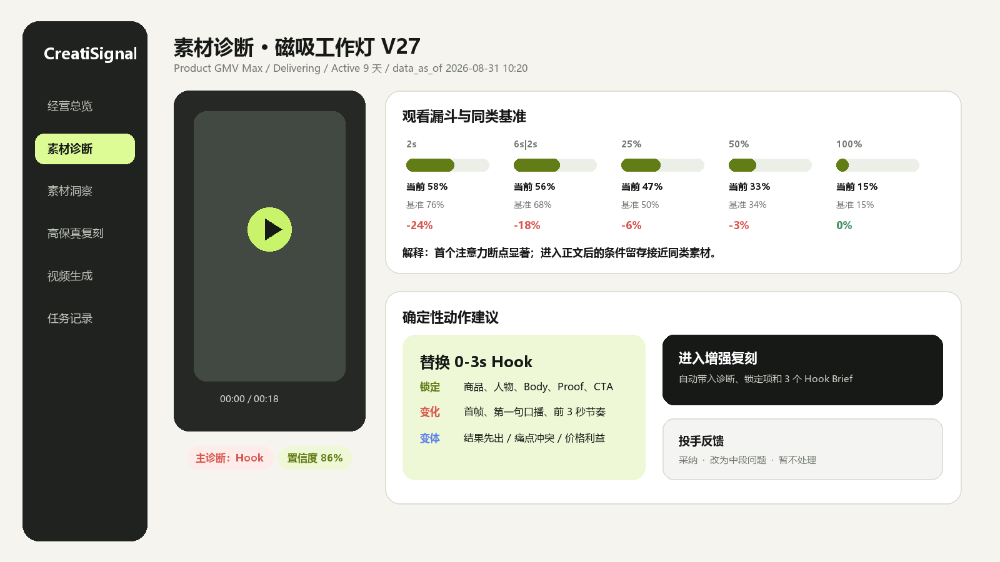 CreatiSignal
经营总览
素材诊断
素材洞察
高保真复刻
视频生成
任务记录
素材诊断 · 磁吸工作灯 V27
Product GMV Max / Delivering / Active 9 天 / data_as_of 2026-08-31 10:20
00:00 / 00:18
主诊断：Hook
置信度 86%
观看漏斗与同类基准
2s 6s|2s 25% 50% 100%
当前 58% 当前 56% 当前 47% 当前 33% 当前 15%
基准 76% 基准 68% 基准 50% 基准 34% 基准 15%
-24% -18% -6% -3% 0%
解释：首个注意力断点显著；进入正文后的条件留存接近同类素材。
确定性动作建议
替换 0-3s Hook
锁定 商品、人物、Body、Proof、CTA
变化 首帧、第一句口播、前 3 秒节奏
变体 结果先出 / 痛点冲突 / 价格利益
进入增强复刻
自动带入诊断、锁定项和 3 个 Hook Brief
投手反馈
采纳 · 改为中段问题 · 暂不处理